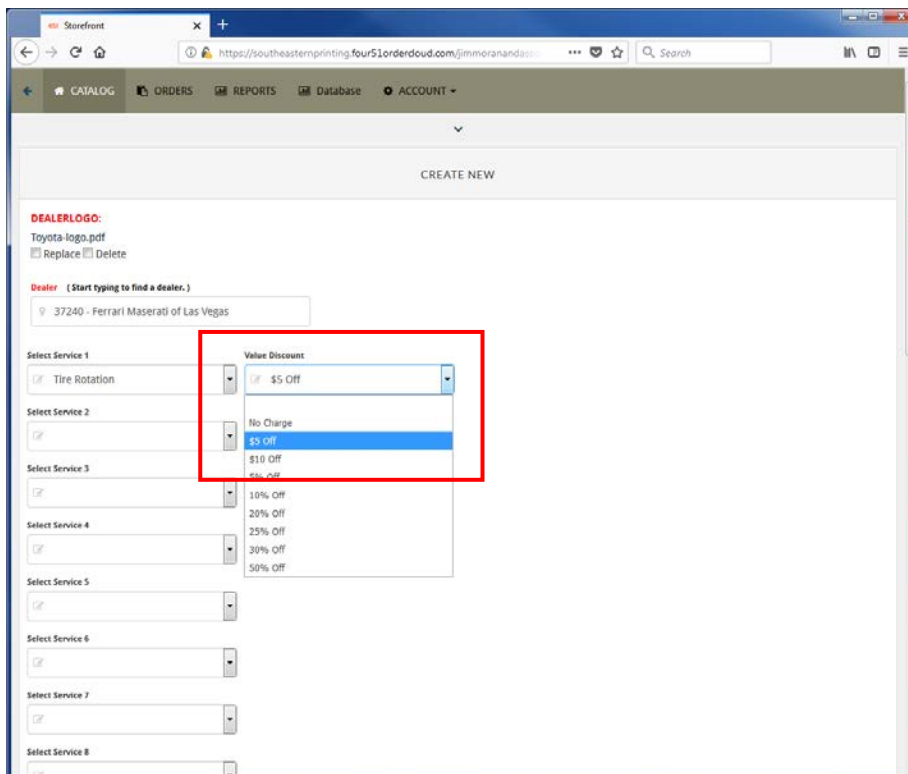 esi Storefront
https://southeasternprinting.four51ordercloud.com/jimmoranandasso
Search
CATALOG ORDERS REPORTS Database ACCOUNT
CREATE NEW
DEALERLOGO:
Toyota-logo.pdf
Replace Delete
Dealer ( Start typing to find a dealer. )
37240 - Ferrari Maserati of Las Vegas
Select Service 1 Value Discount
Tire Rotation $5 Off
Select Service 2
No Charge
$5 Off
$10 Off
Select Service 3
5% Off
10% Off
20% Off
Select Service 4
25% Off
30% Off
50% Off
Select Service 5
Select Service 6
Select Service 7
Select Service 8